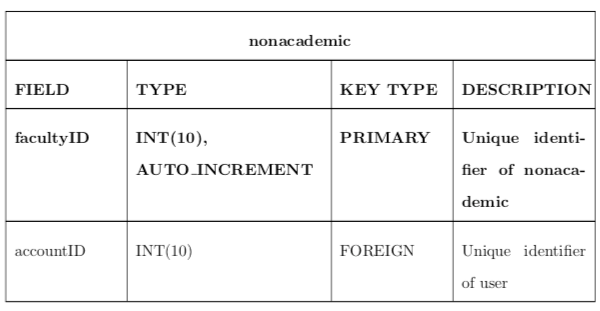 nonacademic
FIELD TYPE KEY TYPE DESCRIPTION
facultyID INT(10), PRIMARY Unique identi-
AUTO_INCREMENT fier of nonaca-
demic
accountID INT(10) FOREIGN Unique identifier
of user